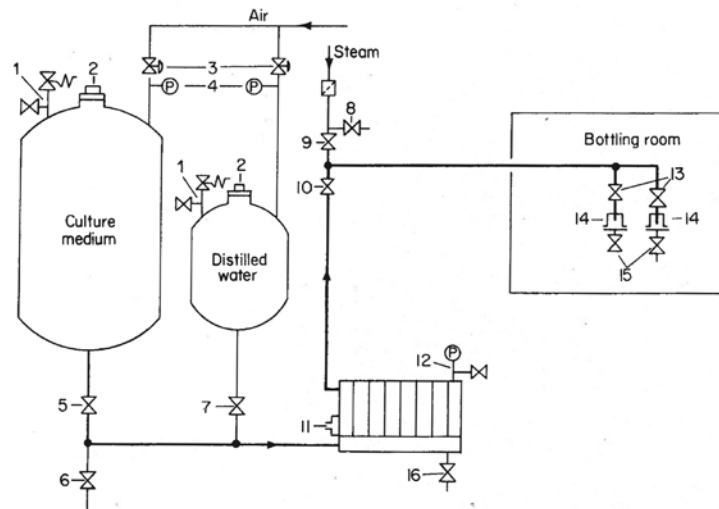 Air
Steam
1
2
3
P
4
P
8
9
Bottling room
1
2
10
13
Culture
medium
14
14
Distilled
water
15
P
12
5
7
11
6
16